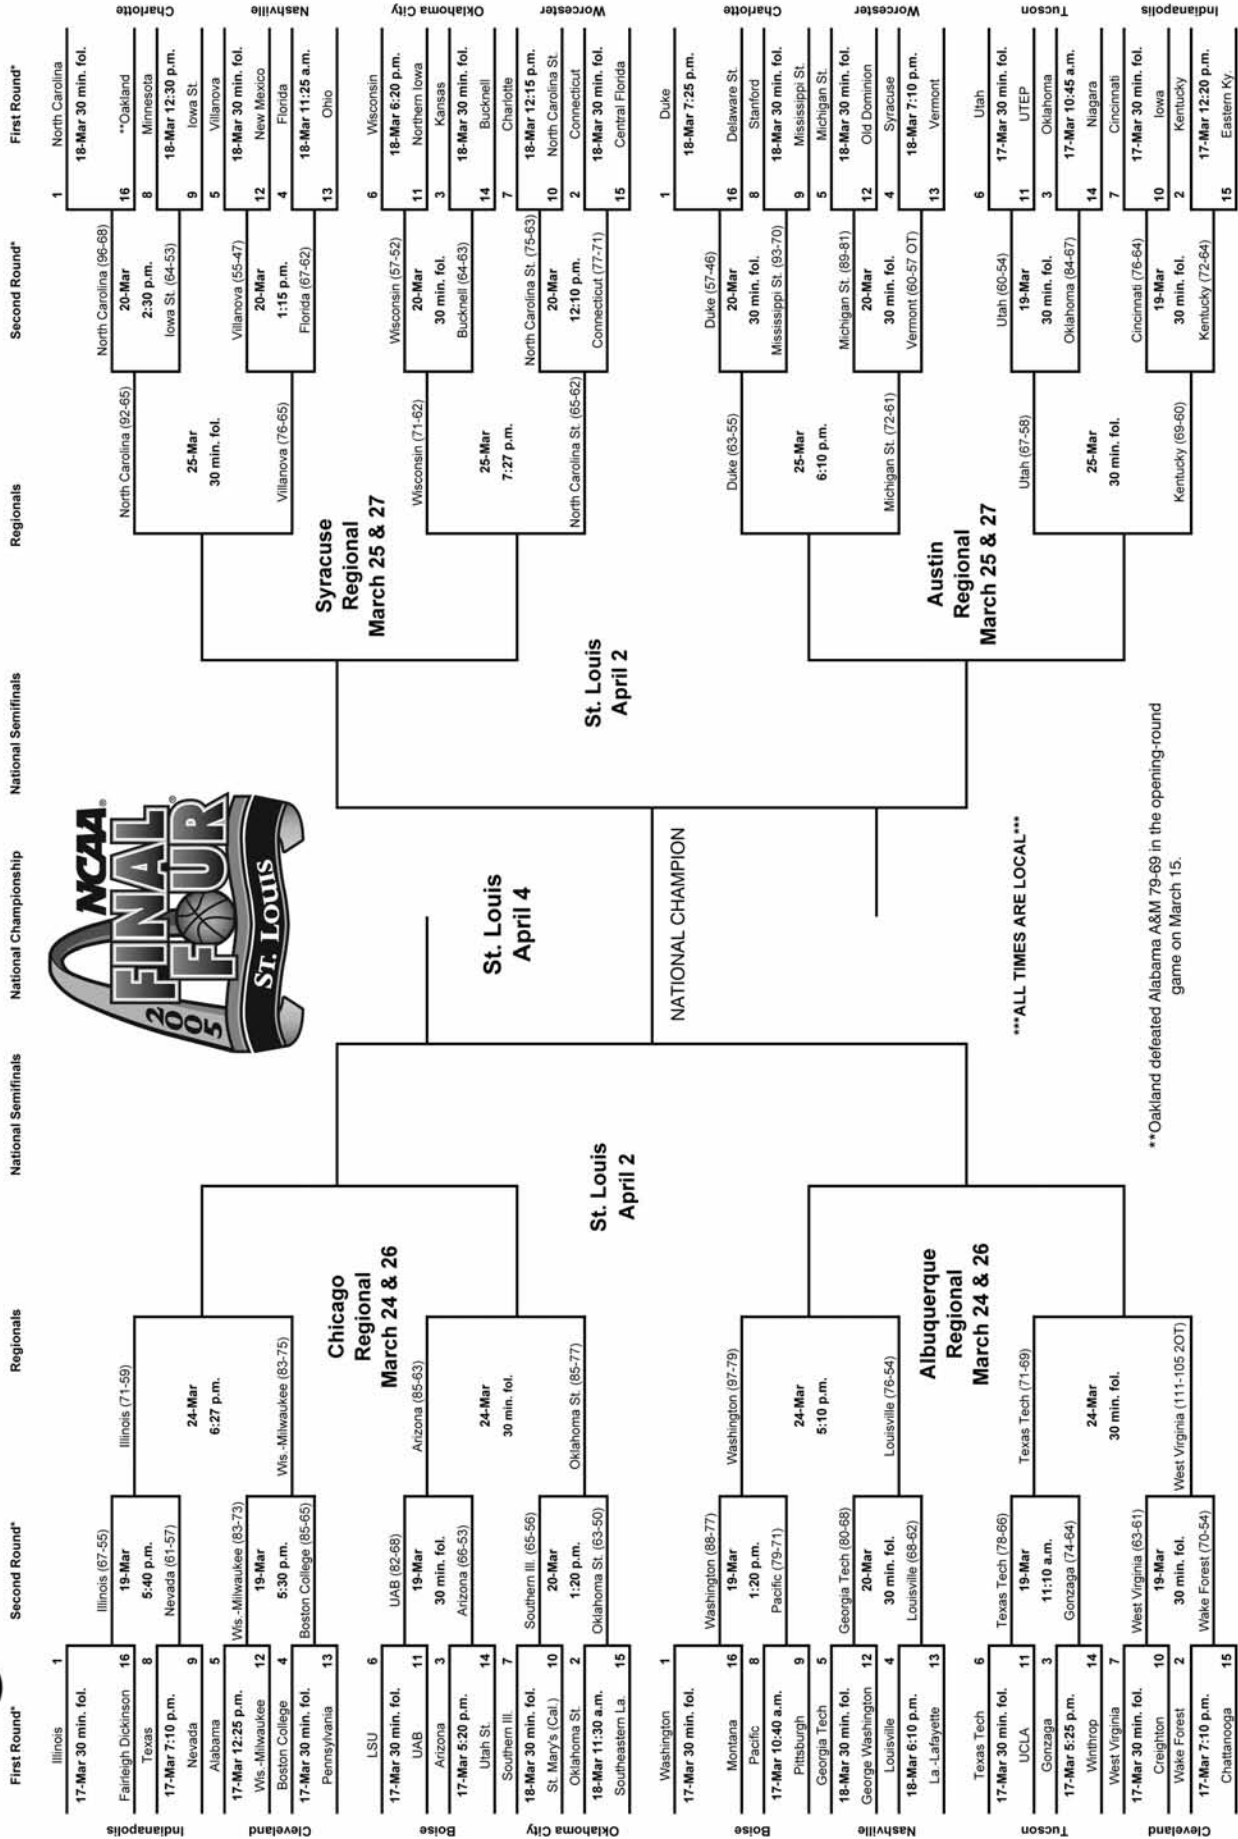 First Round*
Second Round*
Regionals
National Semifinals
National Championship
National Semifinals
Regionals
Second Round*
First Round*
Indianapolis
Illinois 1
17-Mar 30 min. fol.
Fairleigh Dickinson 16
Texas 8
17-Mar 7:10 p.m.
Nevada 9
Cleveland
Alabama 5
17-Mar 12:25 p.m.
Wis.-Milwaukee 12
Boston College 4
17-Mar 30 min. fol.
Pennsylvania 13
Boise
LSU 6
17-Mar 30 min. fol.
UAB 11
Arizona 3
17-Mar 5:20 p.m.
Utah St. 14
Oklahoma City
Southern Ill. 7
18-Mar 30 min. fol.
St. Mary's (Cal.) 10
Oklahoma St. 2
18-Mar 11:30 a.m.
Southeastern La. 15
Boise
Washington 1
17-Mar 30 min. fol.
Montana 16
Pacific 8
17-Mar 10:40 a.m.
Pittsburgh 9
Nashville
Georgia Tech 5
18-Mar 30 min. fol.
George Washington 12
Louisville 4
18-Mar 6:10 p.m.
La.-Lafayette 13
Tucson
Texas Tech 6
17-Mar 30 min. fol.
UCLA 11
Gonzaga 3
17-Mar 5:25 p.m.
Winthrop 14
Cleveland
West Virginia 7
17-Mar 30 min. fol.
Creighton 10
Wake Forest 2
17-Mar 7:10 p.m.
Chattanooga 15
Illinois (67-55)
19-Mar
5:40 p.m.
Nevada (61-57)
Wis.-Milwaukee (83-73)
19-Mar
5:30 p.m.
Boston College (85-65)
UAB (82-68)
19-Mar
30 min. fol.
Arizona (66-53)
Southern Ill. (65-56)
20-Mar
1:20 p.m.
Oklahoma St. (63-50)
Washington (88-77)
19-Mar
1:20 p.m.
Pacific (79-71)
Georgia Tech (80-68)
20-Mar
30 min. fol.
Louisville (68-62)
Texas Tech (78-66)
19-Mar
11:10 a.m.
Gonzaga (74-64)
West Virginia (63-61)
19-Mar
30 min. fol.
Wake Forest (70-54)
Illinois (71-59)
24-Mar
6:27 p.m.
Wis.-Milwaukee (83-75)
Chicago
Regional
March 24 & 26
Arizona (85-63)
24-Mar
30 min. fol.
Oklahoma St. (85-77)
Washington (97-79)
24-Mar
5:10 p.m.
Louisville (76-54)
Albuquerque
Regional
March 24 & 26
Texas Tech (71-69)
24-Mar
30 min. fol.
West Virginia (111-105 2OT)
St. Louis
April 2
NCAA®
FINAL
FOUR®
2005
ST. LOUIS
St. Louis
April 4
NATIONAL CHAMPION
***ALL TIMES ARE LOCAL***
**Oakland defeated Alabama A&M 79-69 in the opening-round
game on March 15.
St. Louis
April 2
North Carolina (92-65)
25-Mar
30 min. fol.
Villanova (76-65)
Syracuse
Regional
March 25 & 27
Wisconsin (71-62)
25-Mar
7:27 p.m.
North Carolina St. (65-62)
Duke (63-55)
25-Mar
6:10 p.m.
Michigan St. (72-61)
Austin
Regional
March 25 & 27
Utah (67-58)
25-Mar
30 min. fol.
Kentucky (69-60)
North Carolina (96-68)
20-Mar
2:30 p.m.
Iowa St. (64-53)
Villanova (55-47)
20-Mar
1:15 p.m.
Florida (67-62)
Wisconsin (57-52)
20-Mar
30 min. fol.
Bucknell (64-63)
North Carolina St. (75-63)
20-Mar
12:10 p.m.
Connecticut (77-71)
Duke (57-46)
20-Mar
30 min. fol.
Mississippi St. (93-70)
Michigan St. (89-81)
20-Mar
30 min. fol.
Vermont (60-57 OT)
Utah (60-54)
19-Mar
30 min. fol.
Oklahoma (84-67)
Cincinnati (76-64)
19-Mar
30 min. fol.
Kentucky (72-64)
1 North Carolina
18-Mar 30 min. fol.
16 **Oakland
8 Minnesota
18-Mar 12:30 p.m.
9 Iowa St.
Charlotte
5 Villanova
18-Mar 30 min. fol.
12 New Mexico
4 Florida
18-Mar 11:25 a.m.
13 Ohio
Nashville
6 Wisconsin
18-Mar 6:20 p.m.
11 Northern Iowa
3 Kansas
18-Mar 30 min. fol.
14 Bucknell
Oklahoma City
7 Charlotte
18-Mar 12:15 p.m.
10 North Carolina St.
2 Connecticut
18-Mar 30 min. fol.
15 Central Florida
Worcester
1 Duke
18-Mar 7:25 p.m.
16 Delaware St.
8 Stanford
18-Mar 30 min. fol.
9 Mississippi St.
Charlotte
5 Michigan St.
18-Mar 30 min. fol.
12 Old Dominion
4 Syracuse
18-Mar 7:10 p.m.
13 Vermont
Worcester
6 Utah
17-Mar 30 min. fol.
11 UTEP
3 Oklahoma
17-Mar 10:45 a.m.
14 Niagara
Tucson
7 Cincinnati
17-Mar 30 min. fol.
10 Iowa
2 Kentucky
17-Mar 12:20 p.m.
15 Eastern Ky.
Indianapolis